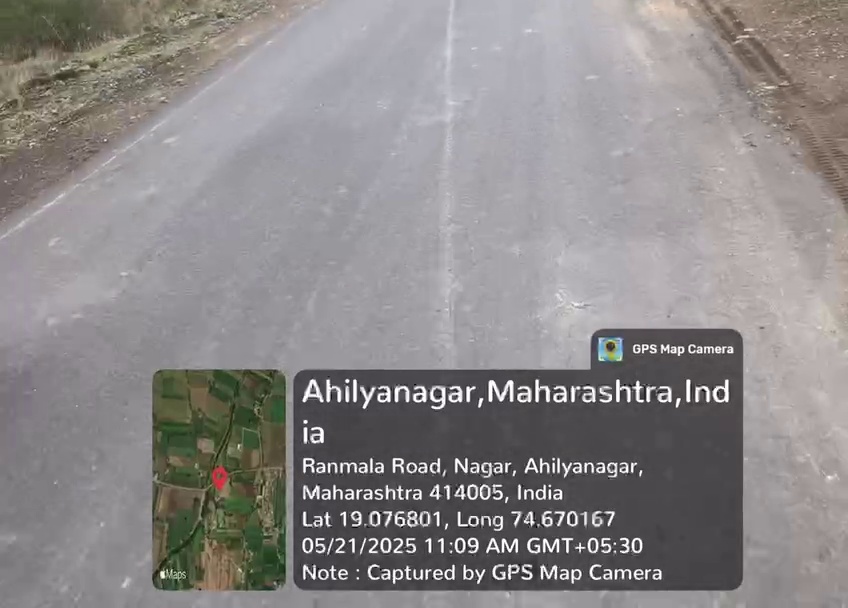 GPS Map Camera
Ahilyanagar,Maharashtra,Ind
ia
Ranmala Road, Nagar, Ahilyanagar,
Maharashtra 414005, India
Lat 19.076801, Long 74.670167
05/21/2025 11:09 AM GMT+05:30
Note : Captured by GPS Map Camera
Maps